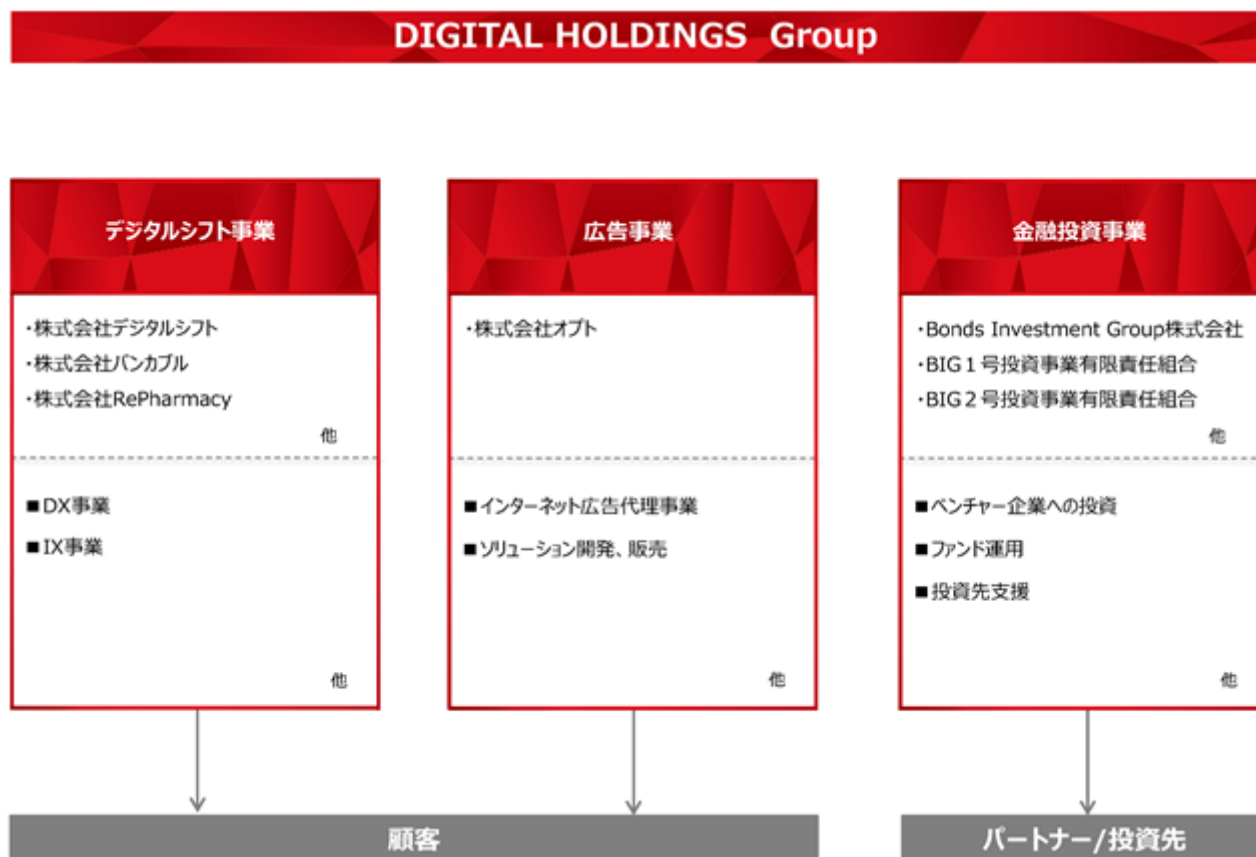 DIGITAL HOLDINGS Group
デジタルシフト事業
・株式会社デジタルシフト
・株式会社バンカブル
・株式会社RePharmacy
他
■DX事業
■IX事業
他
広告事業
・株式会社オプト
■インターネット広告代理事業
■ソリューション開発、販売
他
金融投資事業
・Bonds Investment Group株式会社
・BIG１号投資事業有限責任組合
・BIG２号投資事業有限責任組合
他
■ベンチャー企業への投資
■ファンド運用
■投資先支援
他
顧客
パートナー/投資先